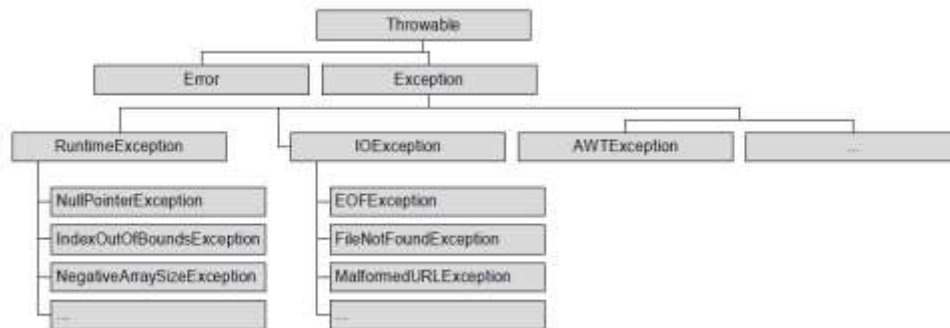 Throwable
Error
Exception
RuntimeException
IOException
AWTException
...
NullPointerException
EOFException
IndexOutOfBoundsException
FileNotFoundException
NegativeArraySizeException
MalformedURLException
...
...